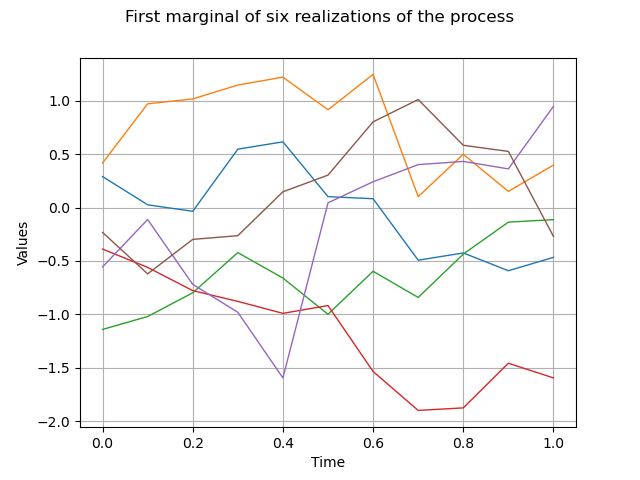 First marginal of six realizations of the process
1.0
0.5
0.0
−0.5
−1.0
−1.5
−2.0
Values
0.0 0.2 0.4 0.6 0.8 1.0
Time